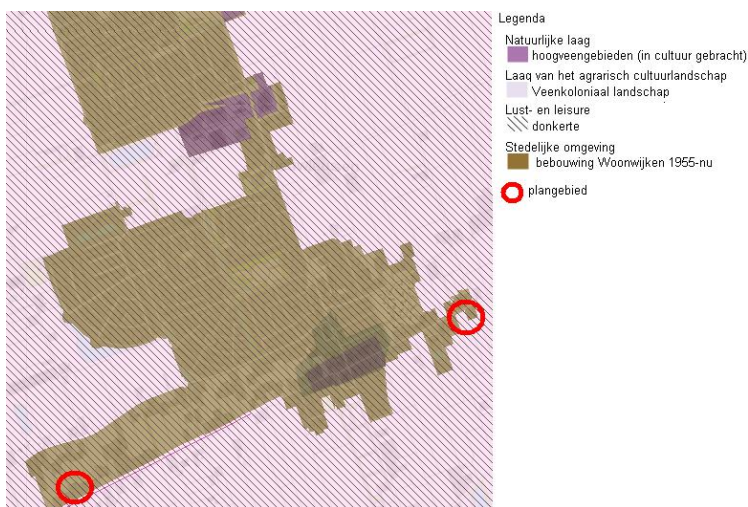 Legenda
Natuurlijke laag
hoogveengebieden (in cultuur gebracht)
Laag van het agrarisch cultuurlandschap
Veenkoloniaal landschap
Lust- en leisure
donkerte
Stedelijke omgeving
bebouwing Woonwijken 1955-nu
plangebied